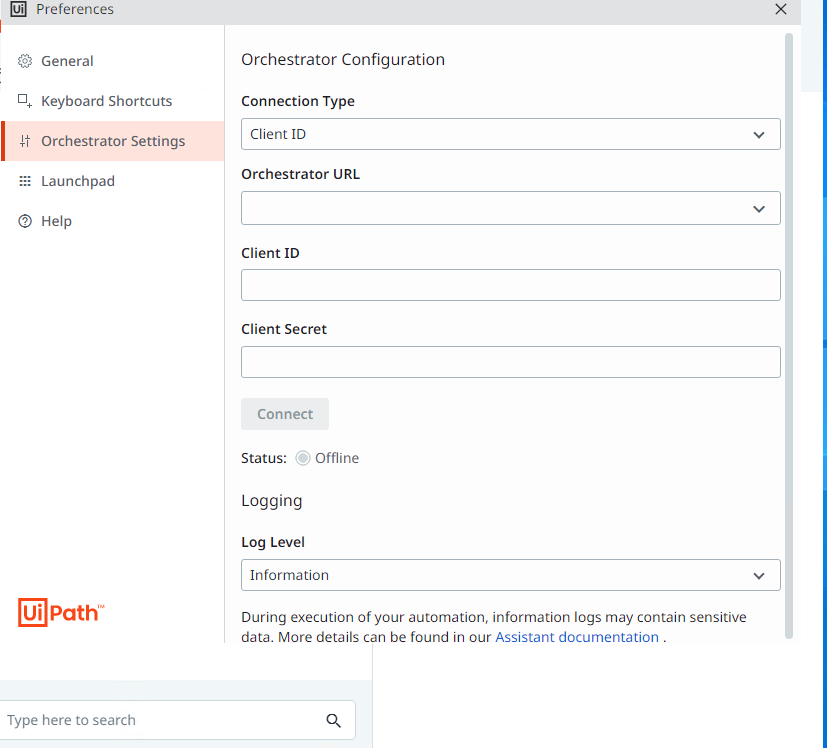 Ui Preferences
General
Keyboard Shortcuts
Orchestrator Settings
Launchpad
Help
Orchestrator Configuration
Connection Type
Client ID
Orchestrator URL
Client ID
Client Secret
Connect
Status: Offline
Logging
Log Level
Information
During execution of your automation, information logs may contain sensitive
data. More details can be found in our Assistant documentation .
UiPath™
Type here to search